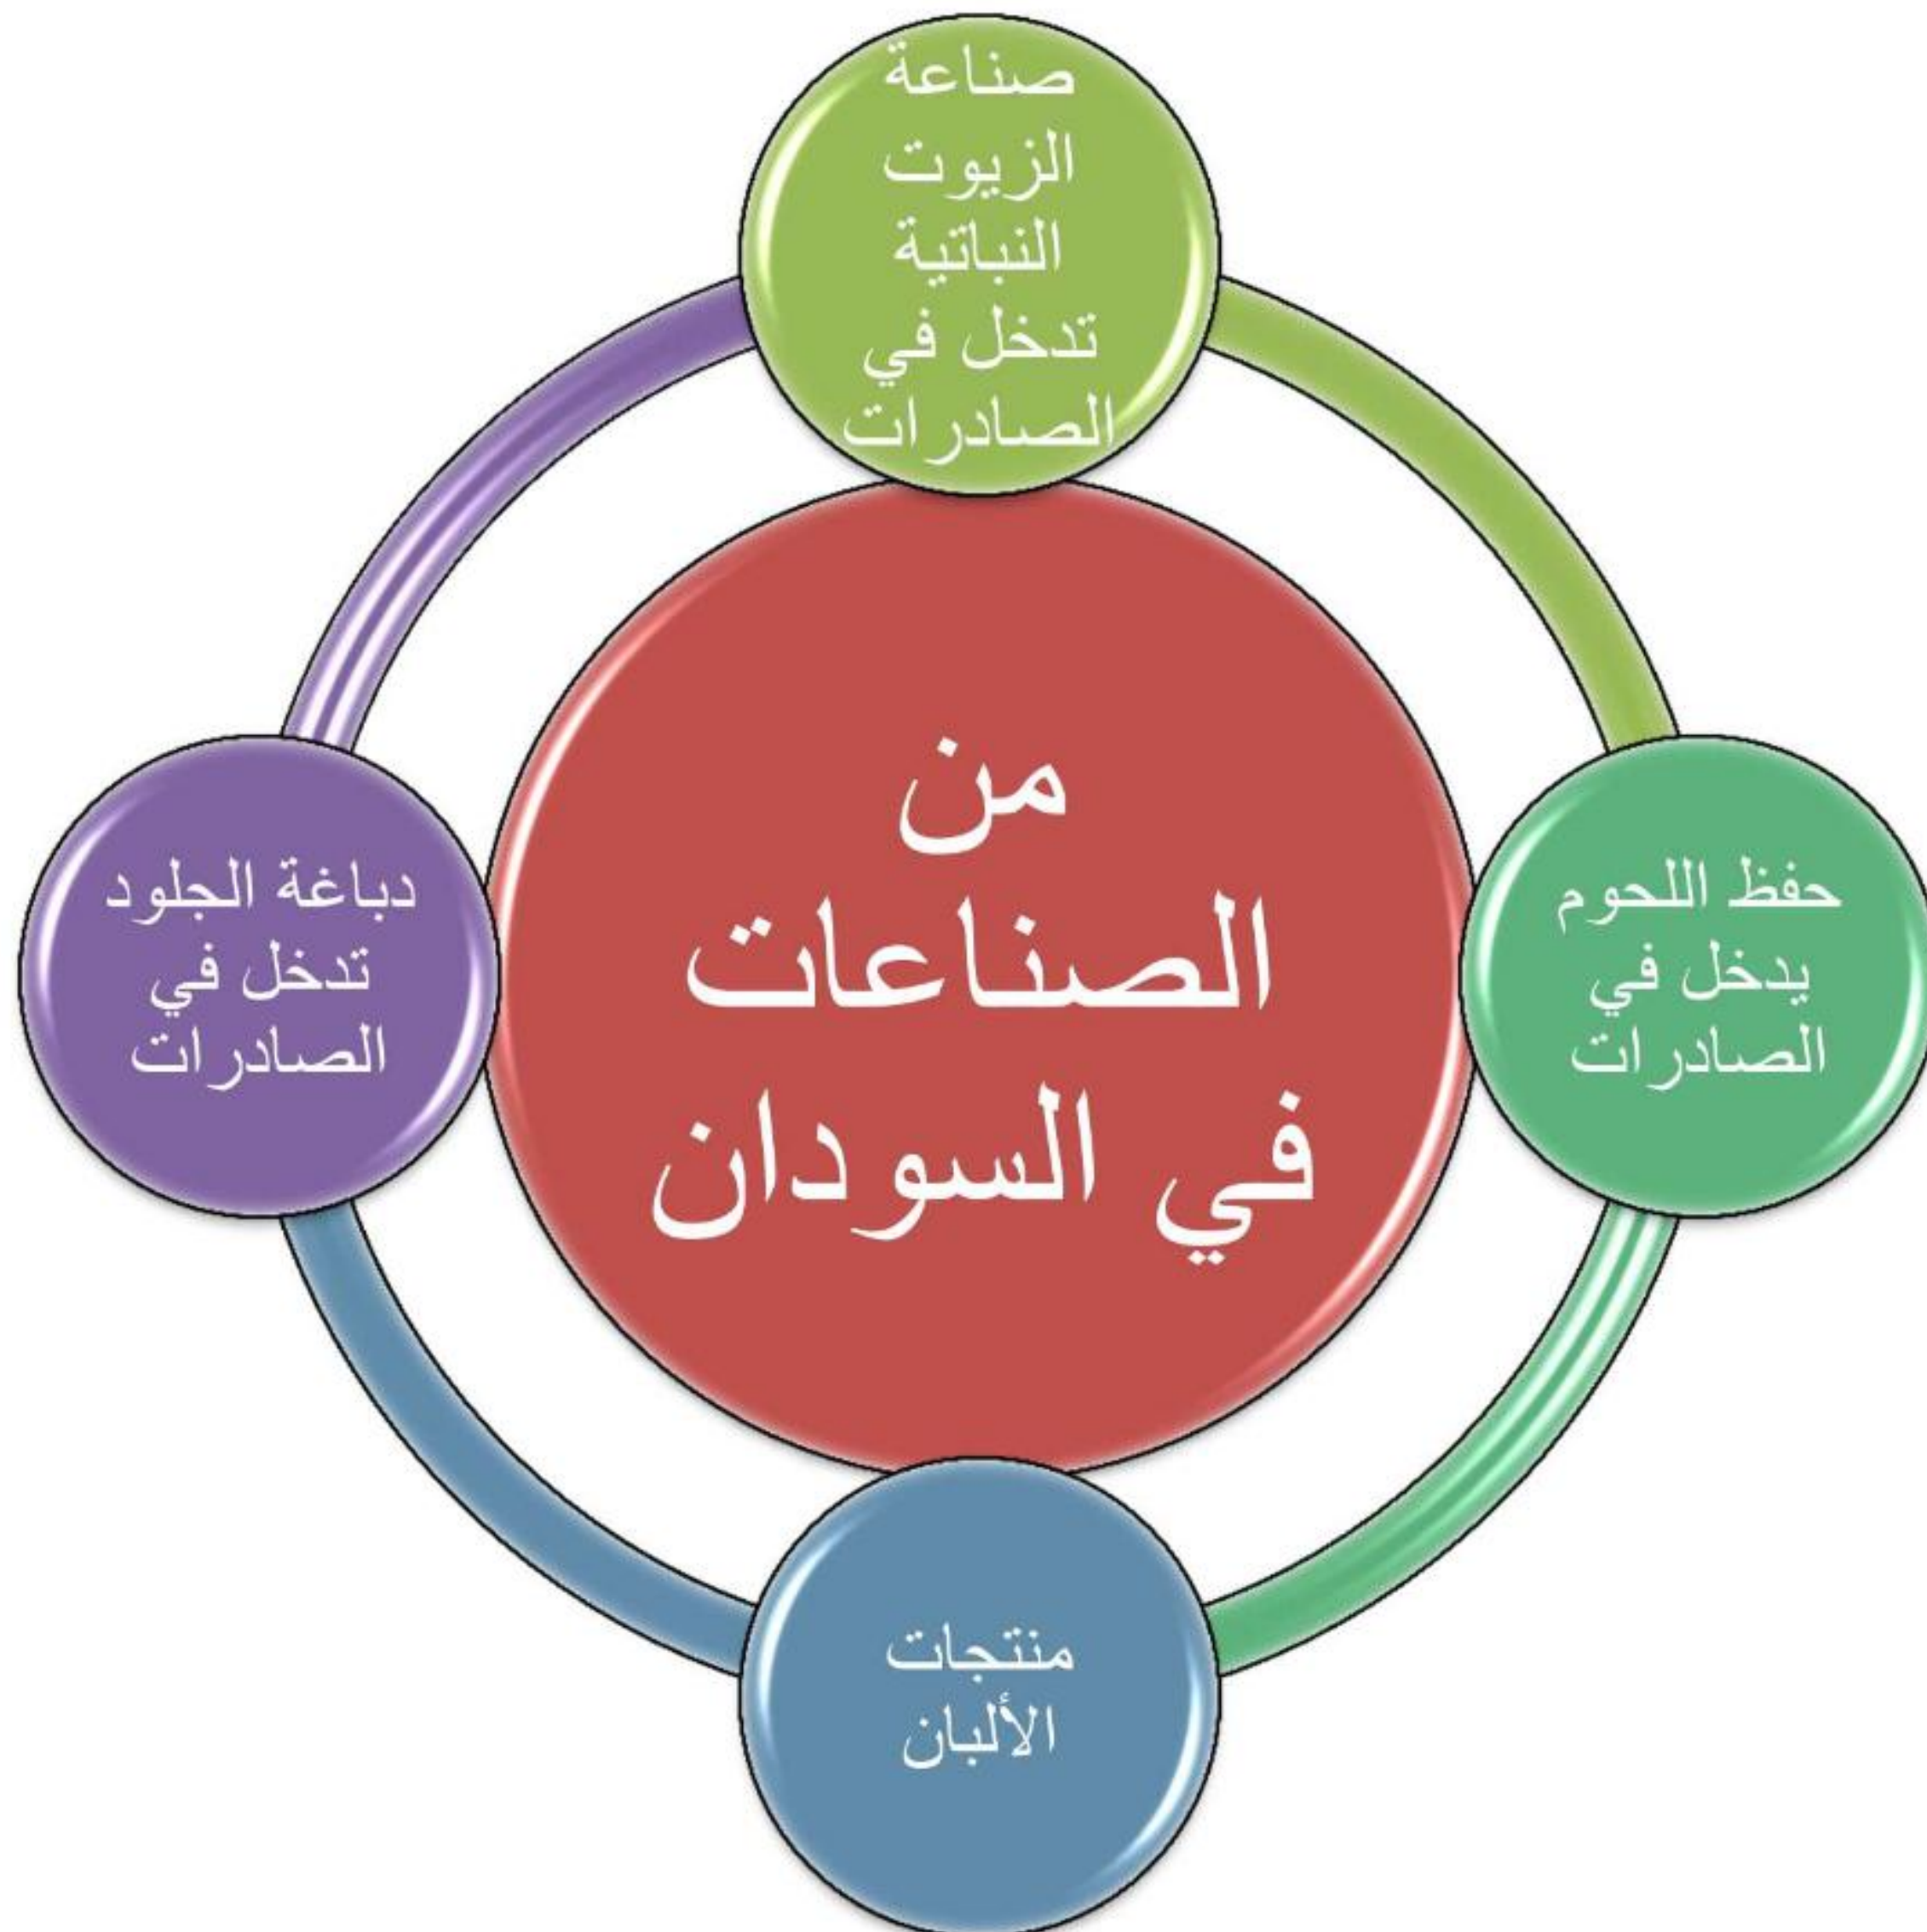 صناعة
الزيوت
النباتية
تدخل في
الصادرات
من
الصناعات
في السودان
حفظ اللحوم
يدخل في
الصادرات
دباغة الجلود
تدخل في
الصادرات
منتجات
الألبان